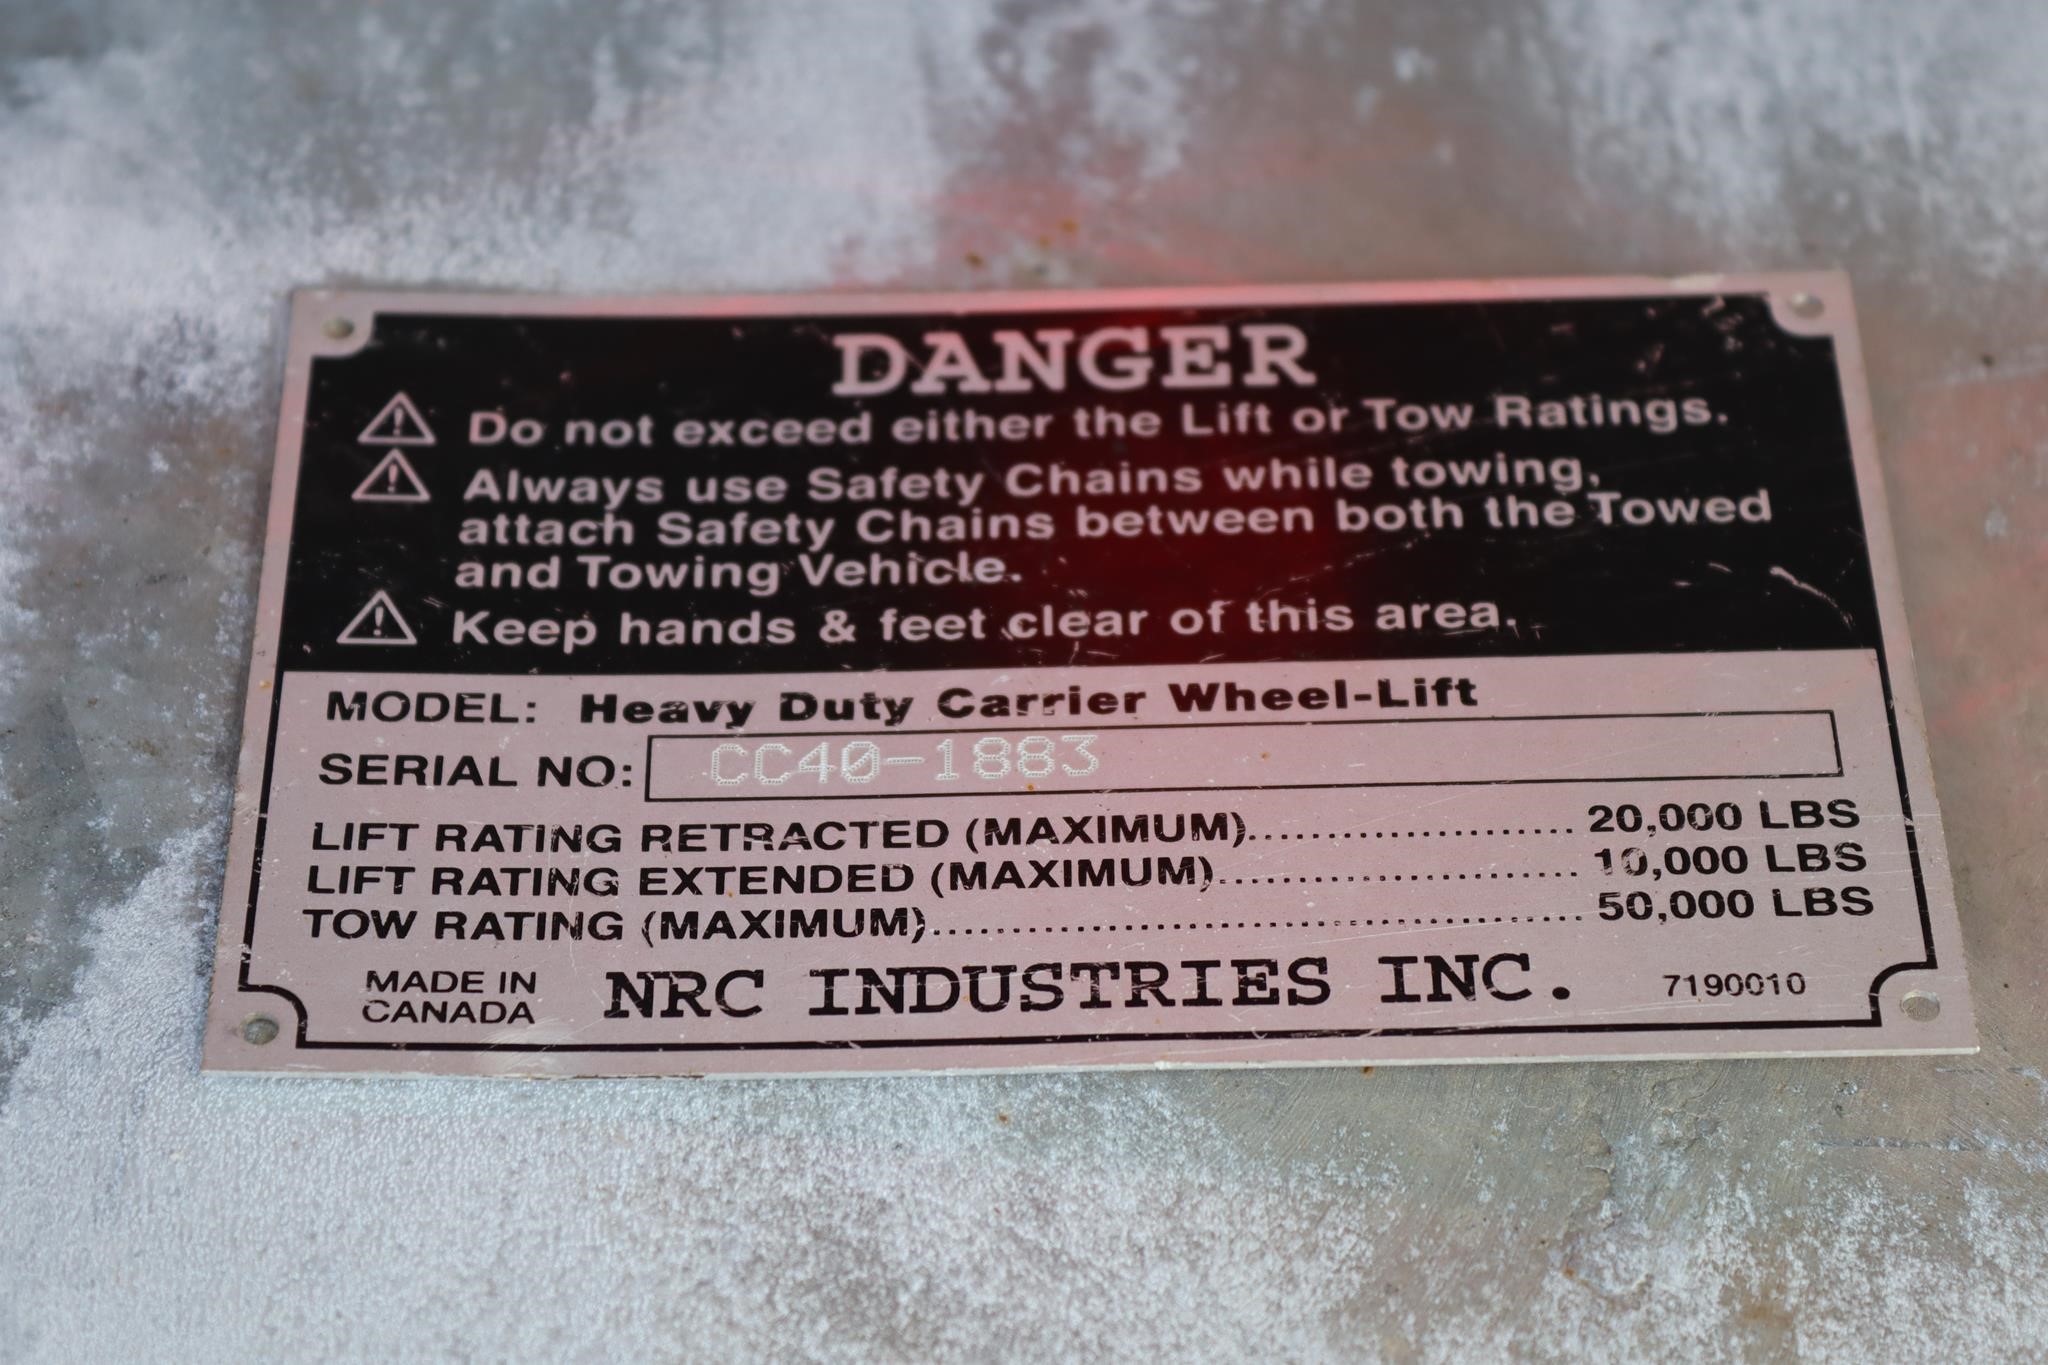 DANGER
Do not exceed either the Lift or Tow Ratings.
Always use Safety Chains while towing,
attach Safety Chains between both the Towed
and Towing Vehicle.
Keep hands & feet clear of this area.
MODEL: Heavy Duty Carrier Wheel-Lift
SERIAL NO: CC40-1883
LIFT RATING RETRACTED (MAXIMUM)........................ 20,000 LBS
LIFT RATING EXTENDED (MAXIMUM)........................... 10,000 LBS
TOW RATING (MAXIMUM)................................................ 50,000 LBS
MADE IN
CANADA
NRC INDUSTRIES INC.
7190010